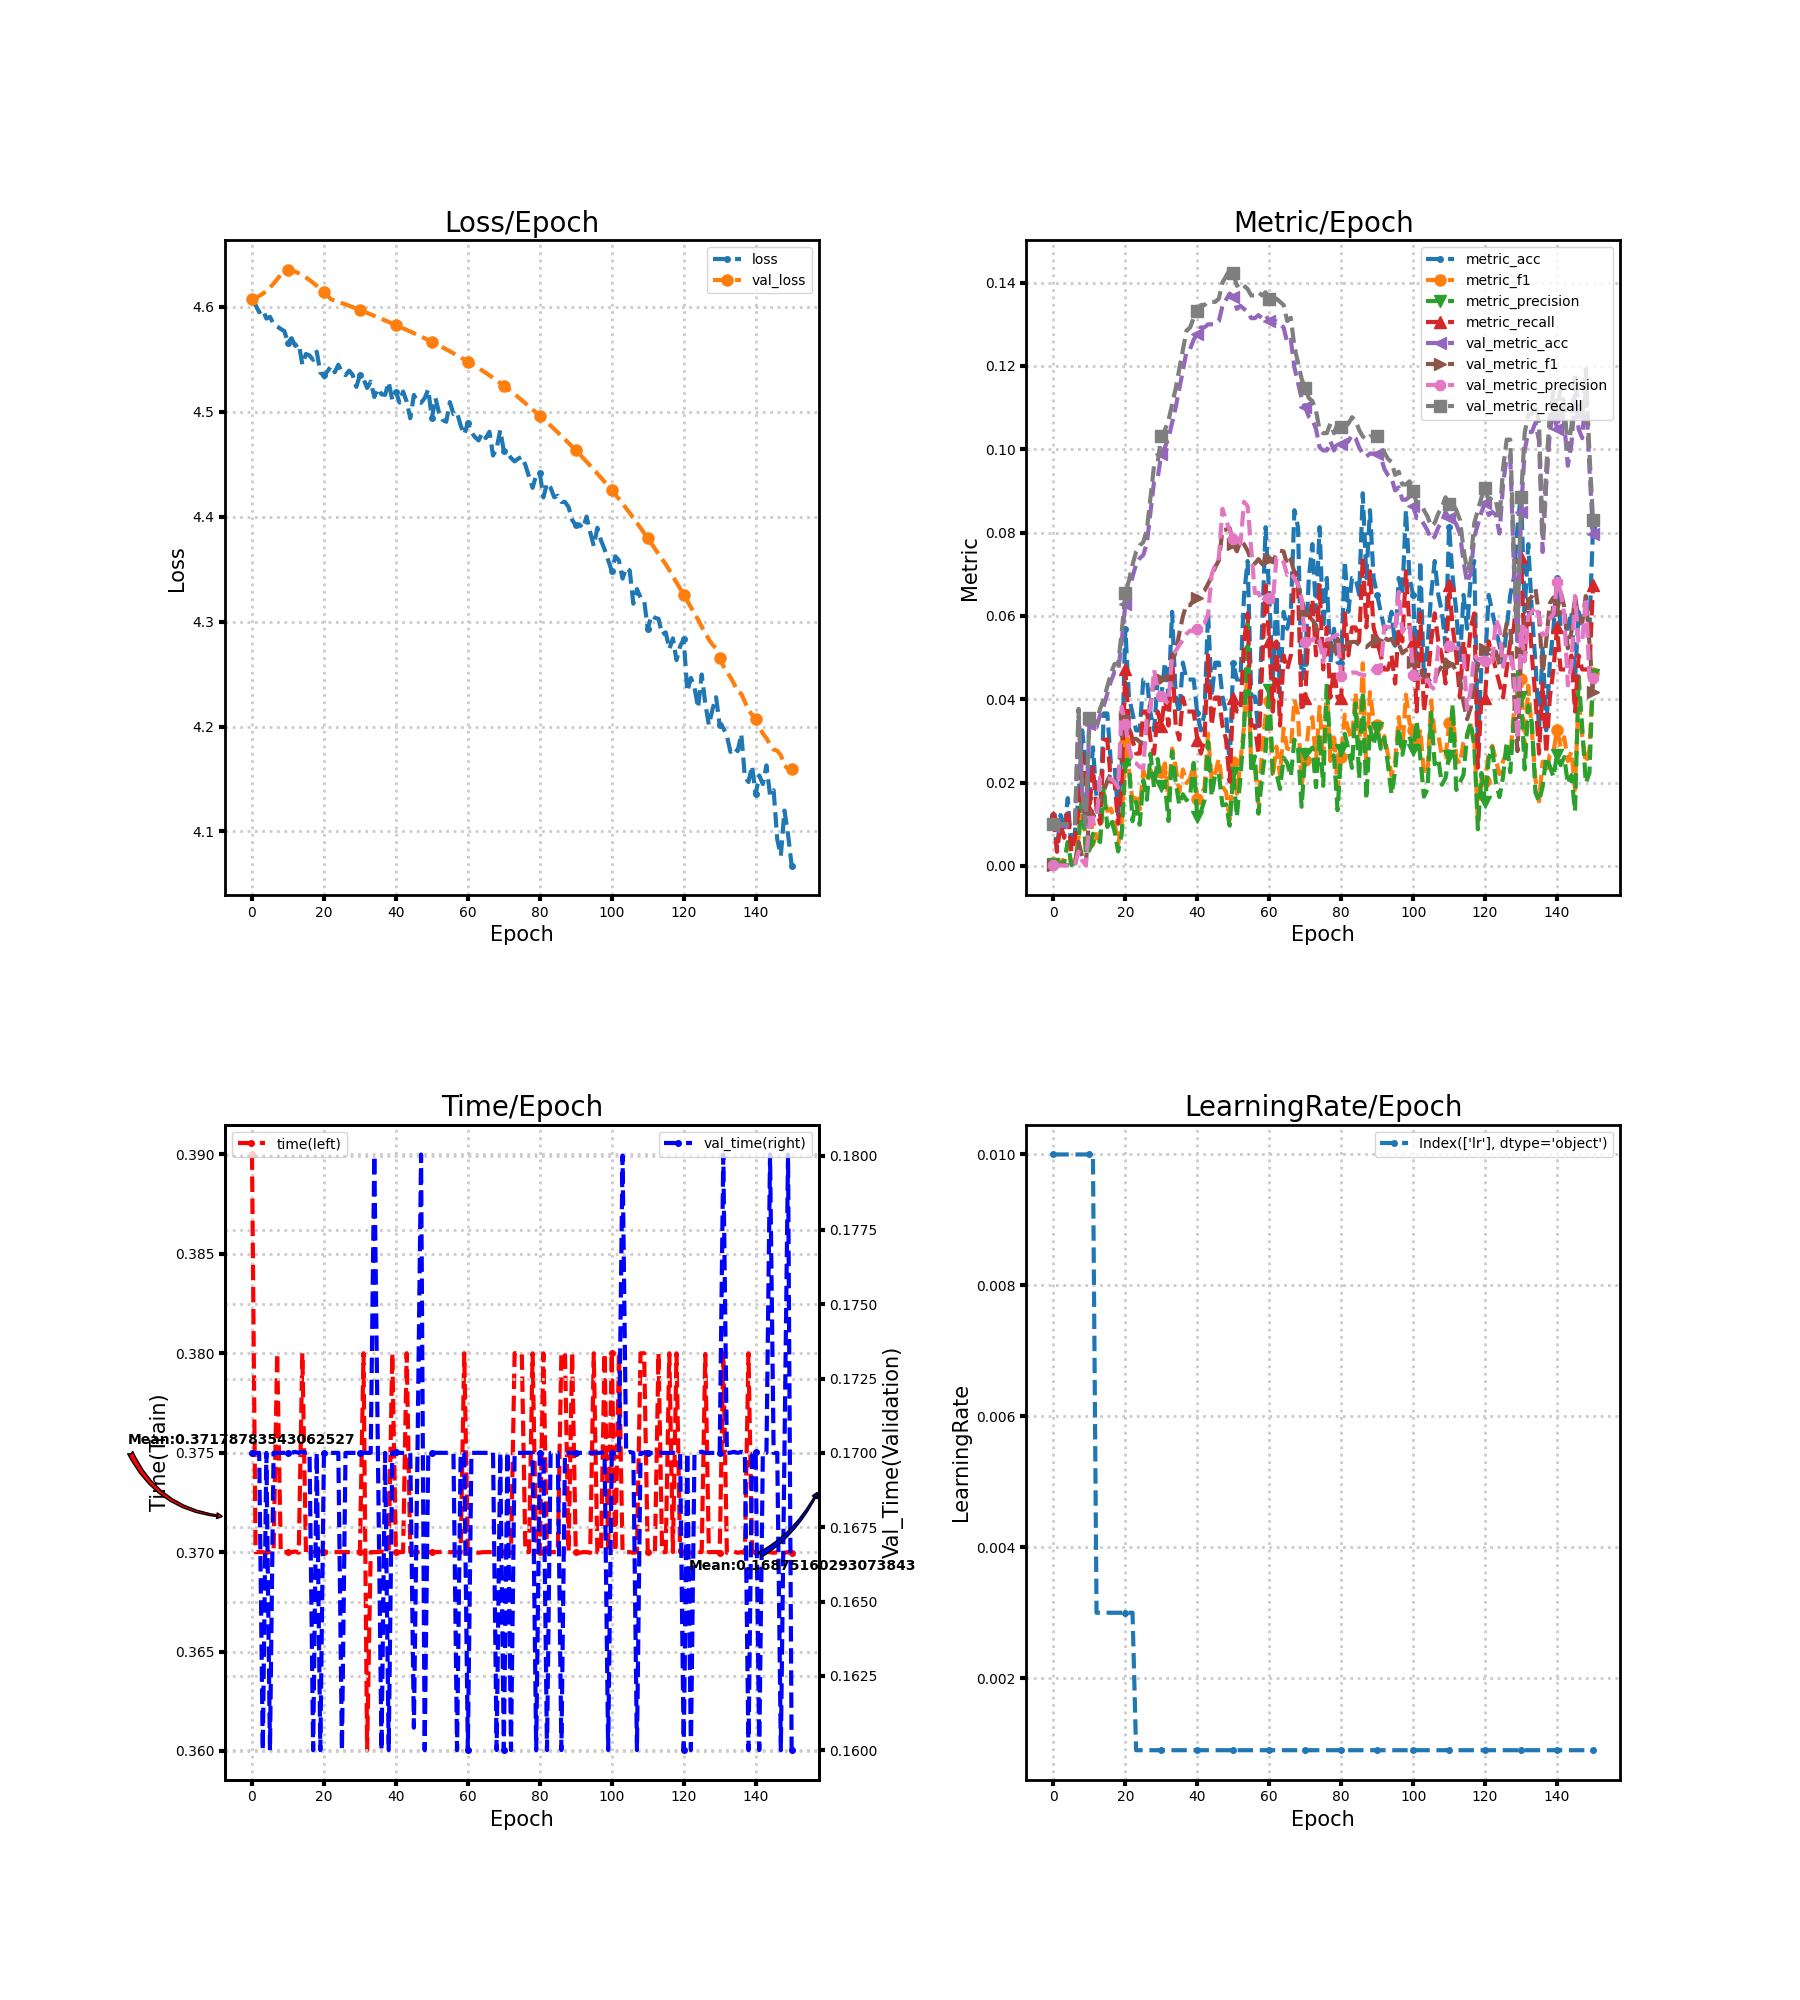 Loss/Epoch
loss
val_loss
4.6
4.5
4.4
4.3
4.2
4.1
Loss
0 20 40 60 80 100 120 140
Epoch
Metric/Epoch
metric_acc
metric_f1
metric_precision
metric_recall
val_metric_acc
val_metric_f1
val_metric_precision
val_metric_recall
0.14
0.12
0.10
0.08
0.06
0.04
0.02
0.00
Metric
0 20 40 60 80 100 120 140
Epoch
Time/Epoch
time(left)
val_time(right)
0.390
0.385
0.380
0.375
0.370
0.365
0.360
Time(Train)
Mean:0.37178783543062527
0.1800
0.1775
0.1750
0.1725
0.1700
0.1675
0.1650
0.1625
0.1600
Val_Time(Validation)
Mean:0.16875160293073843
0 20 40 60 80 100 120 140
Epoch
LearningRate/Epoch
Index(['lr'], dtype='object')
0.010
0.008
0.006
0.004
0.002
LearningRate
0 20 40 60 80 100 120 140
Epoch